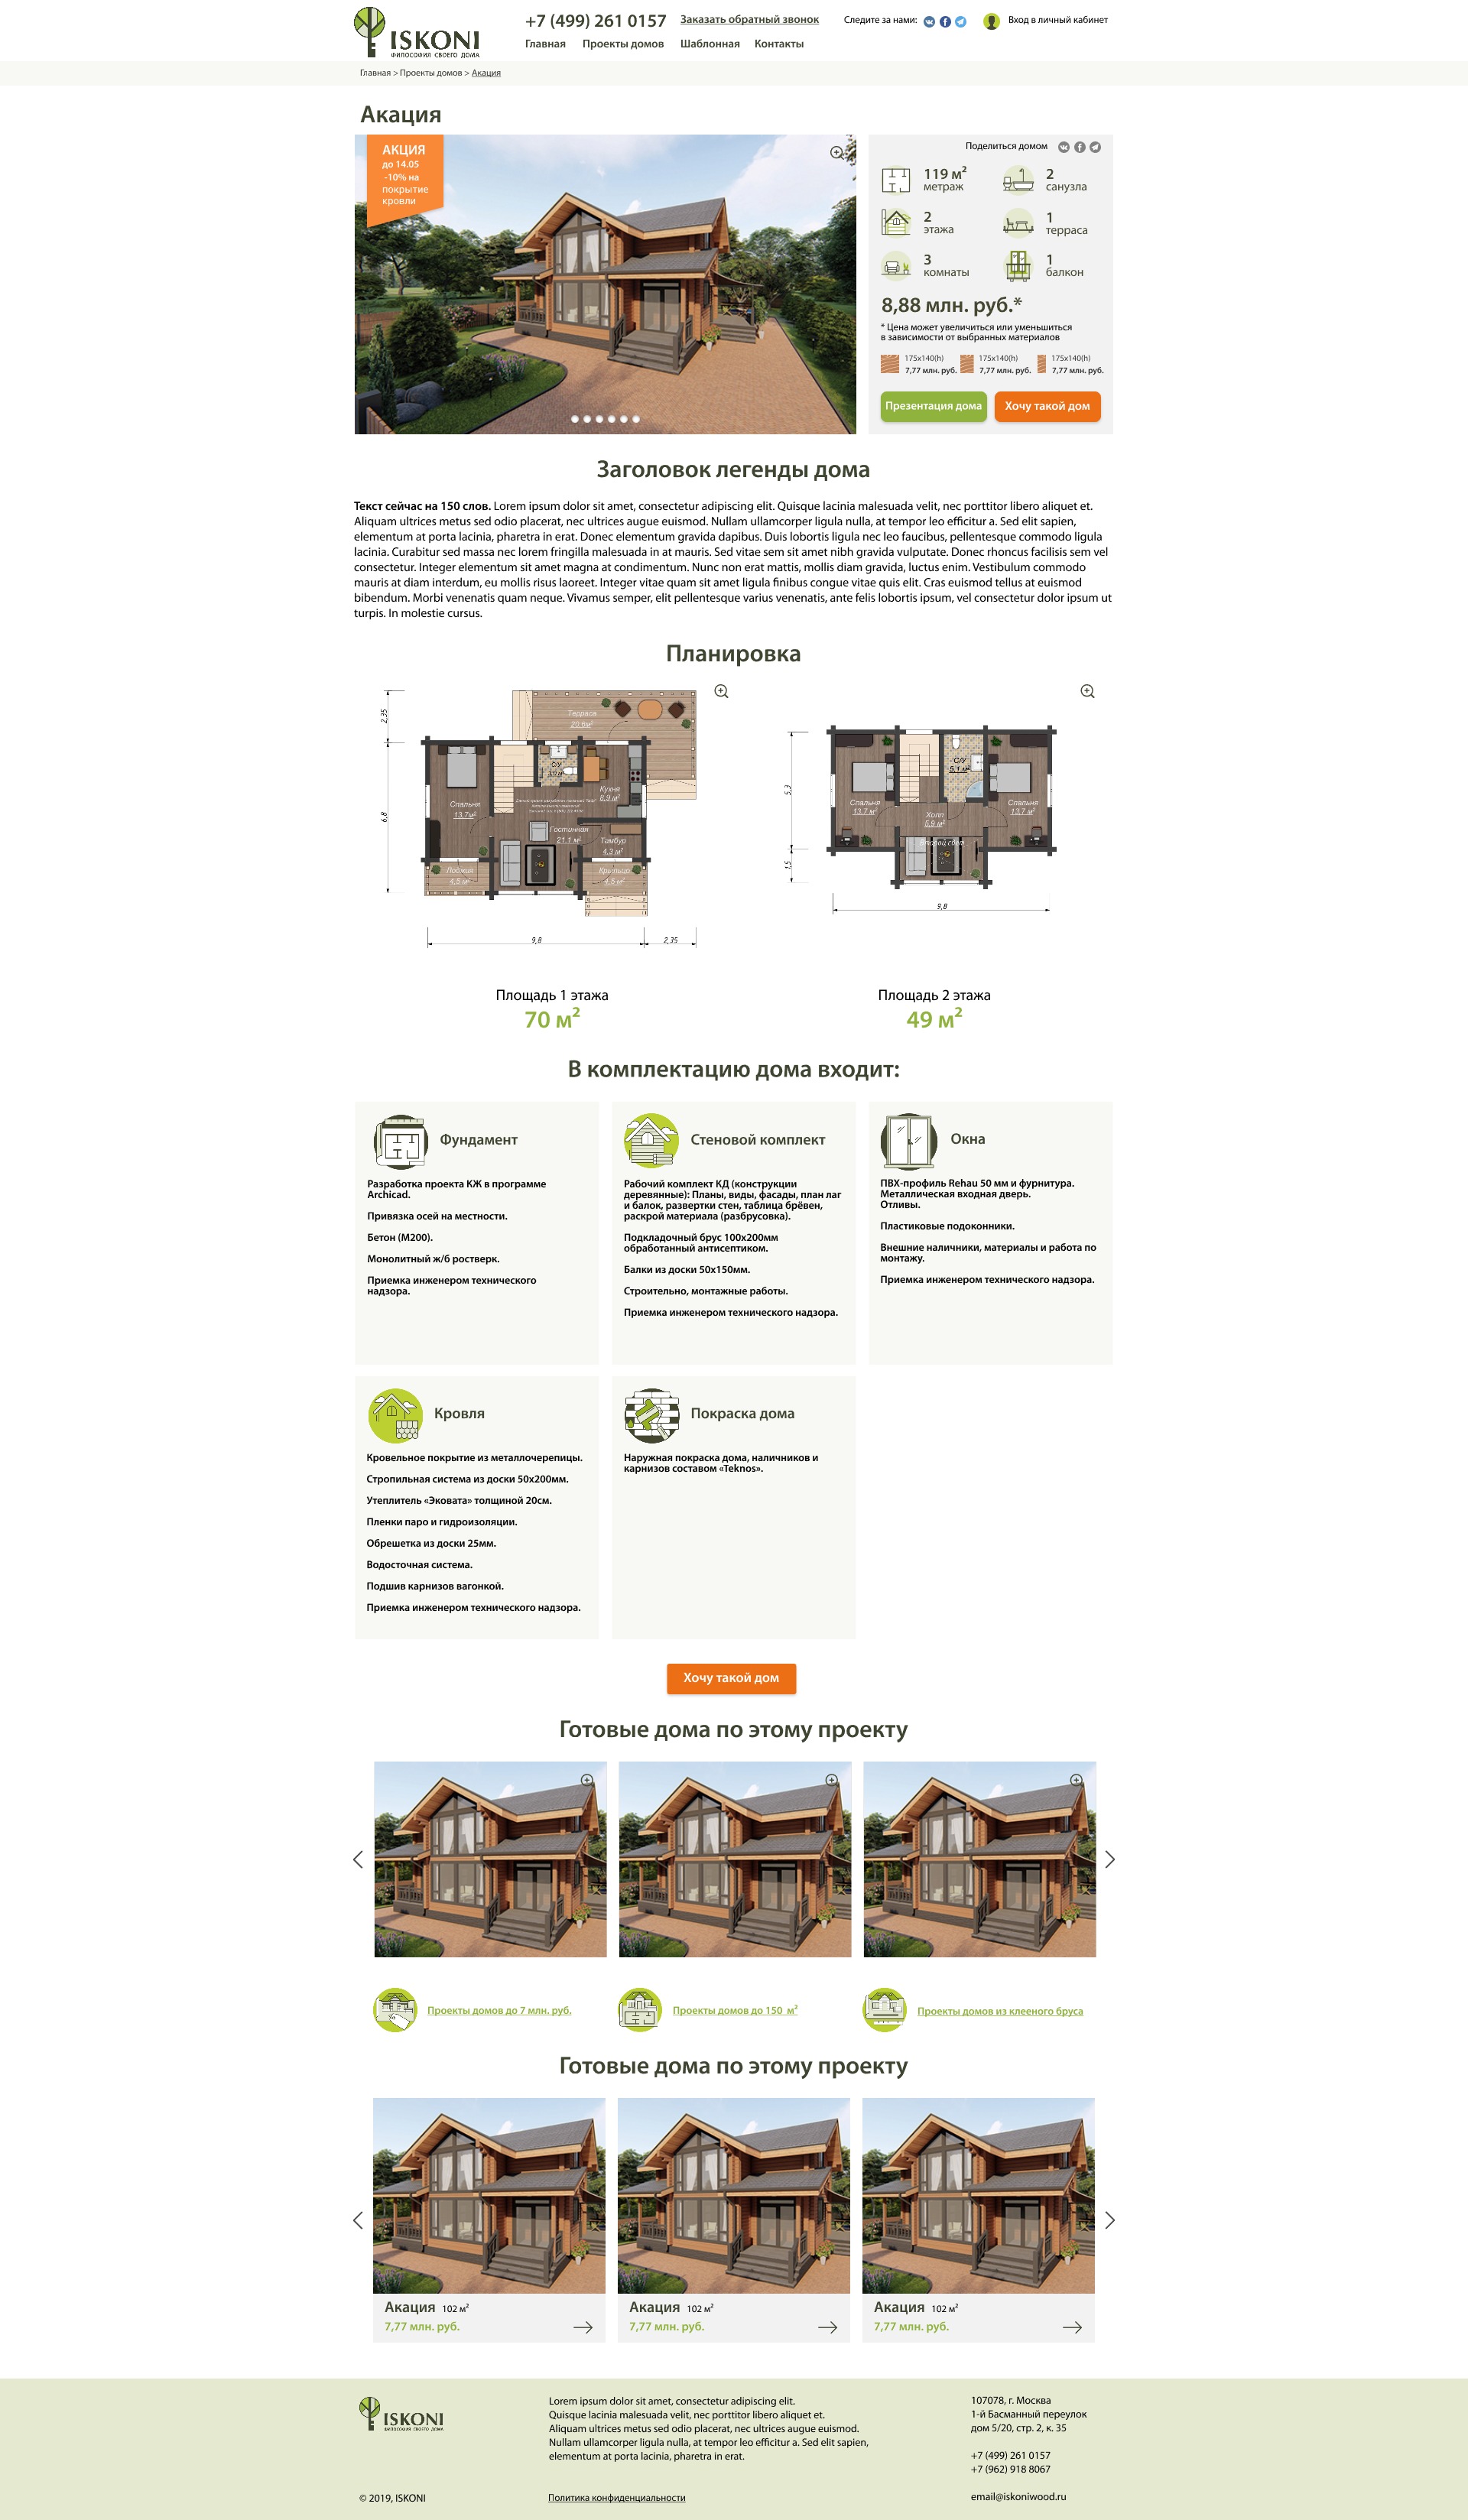 ISKONI
ФИЛОСОФИЯ СВОЕГО ДОМА
+7 (499) 261 0157
Заказать обратный звонок
Следите за нами:
Вход в личный кабинет
Главная Проекты домов Шаблонная Контакты
Главная > Проекты домов > Акация
Акация
АКЦИЯ
до 14.05
-10% на
покрытие
кровли
Поделиться домом
119 м²
метраж
2
санузла
2
этажа
1
терраса
3
комнаты
1
балкон
8,88 млн. руб.*
* Цена может увеличиться или уменьшиться
в зависимости от выбранных материалов
175x140(h)
7,77 млн. руб.
175x140(h)
7,77 млн. руб.
175x140(h)
7,77 млн. руб.
Презентация дома
Хочу такой дом
Заголовок легенды дома
Текст сейчас на 150 слов. Lorem ipsum dolor sit amet, consectetur adipiscing elit. Quisque lacinia malesuada velit, nec porttitor libero aliquet et.
Aliquam ultrices metus sed odio placerat, nec ultrices augue euismod. Nullam ullamcorper ligula nulla, at tempor leo efficitur a. Sed elit sapien,
elementum at porta lacinia, pharetra in erat. Donec elementum gravida dapibus. Duis lobortis ligula nec leo faucibus, pellentesque commodo ligula
lacinia. Curabitur sed massa nec lorem fringilla malesuada in at mauris. Sed vitae sem sit amet nibh gravida vulputate. Donec rhoncus facilisis sem vel
consectetur. Integer elementum sit amet magna at condimentum. Nunc non erat mattis, mollis diam gravida, luctus enim. Vestibulum commodo
mauris at diam interdum, eu mollis risus laoreet. Integer vitae quam sit amet ligula finibus congue vitae quis elit. Cras euismod tellus at euismod
bibendum. Morbi venenatis quam neque. Vivamus semper, elit pellentesque varius venenatis, ante felis lobortis ipsum, vel consectetur dolor ipsum ut
turpis. In molestie cursus.
Планировка
2,35
6,8
Терраса
20.6м²
С/У
Кухня
8,9 м²
Спальня
13,7м²
Гостинная
21,1 м²
Тамбур
4,3 м²
Лоджия
4,5 м²
Крыльцо
4,5 м²
9,8
2,35
5,3
1,5
С/У
5,1 м²
Спальня
13,7 м²
Холл
5,9 м²
Спальня
13,7 м²
Второй свет
9,8
Площадь 1 этажа
70 м²
Площадь 2 этажа
49 м²
В комплектацию дома входит:
Фундамент
Разработка проекта КЖ в программе
Archicad.
Привязка осей на местности.
Бетон (М200).
Монолитный ж/б ростверк.
Приемка инженером технического
надзора.
Стеновой комплект
Рабочий комплект КД (конструкции
деревянные): Планы, виды, фасады, план лаг
и балок, развертки стен, таблица брёвен,
раскрой материала (разбрусовка).
Подкладочный брус 100х200мм
обработанный антисептиком.
Балки из доски 50х150мм.
Строительно, монтажные работы.
Приемка инженером технического надзора.
Окна
ПВХ-профиль Rehau 50 мм и фурнитура.
Металлическая входная дверь.
Отливы.
Пластиковые подоконники.
Внешние наличники, материалы и работа по
монтажу.
Приемка инженером технического надзора.
Кровля
Кровельное покрытие из металлочерепицы.
Стропильная система из доски 50х200мм.
Утеплитель «Эковата» толщиной 20см.
Пленки паро и гидроизоляции.
Обрешетка из доски 25мм.
Водосточная система.
Подшив карнизов вагонкой.
Приемка инженером технического надзора.
Покраска дома
Наружная покраска дома, наличников и
карнизов составом «Teknos».
Хочу такой дом
Готовые дома по этому проекту
Проекты домов до 7 млн. руб.
Проекты домов до 150 м²
Проекты домов из клееного бруса
Готовые дома по этому проекту
Акация 102 м²
7,77 млн. руб.
Акация 102 м²
7,77 млн. руб.
Акация 102 м²
7,77 млн. руб.
ISKONI
ФИЛОСОФИЯ СВОЕГО ДОМА
© 2019, ISKONI
Lorem ipsum dolor sit amet, consectetur adipiscing elit.
Quisque lacinia malesuada velit, nec porttitor libero aliquet et.
Aliquam ultrices metus sed odio placerat, nec ultrices augue euismod.
Nullam ullamcorper ligula nulla, at tempor leo efficitur a. Sed elit sapien,
elementum at porta lacinia, pharetra in erat.
Политика конфиденциальности
107078, г. Москва
1-й Басманный переулок
дом 5/20, стр. 2, к. 35
+7 (499) 261 0157
+7 (962) 918 8067
email@iskoniwood.ru